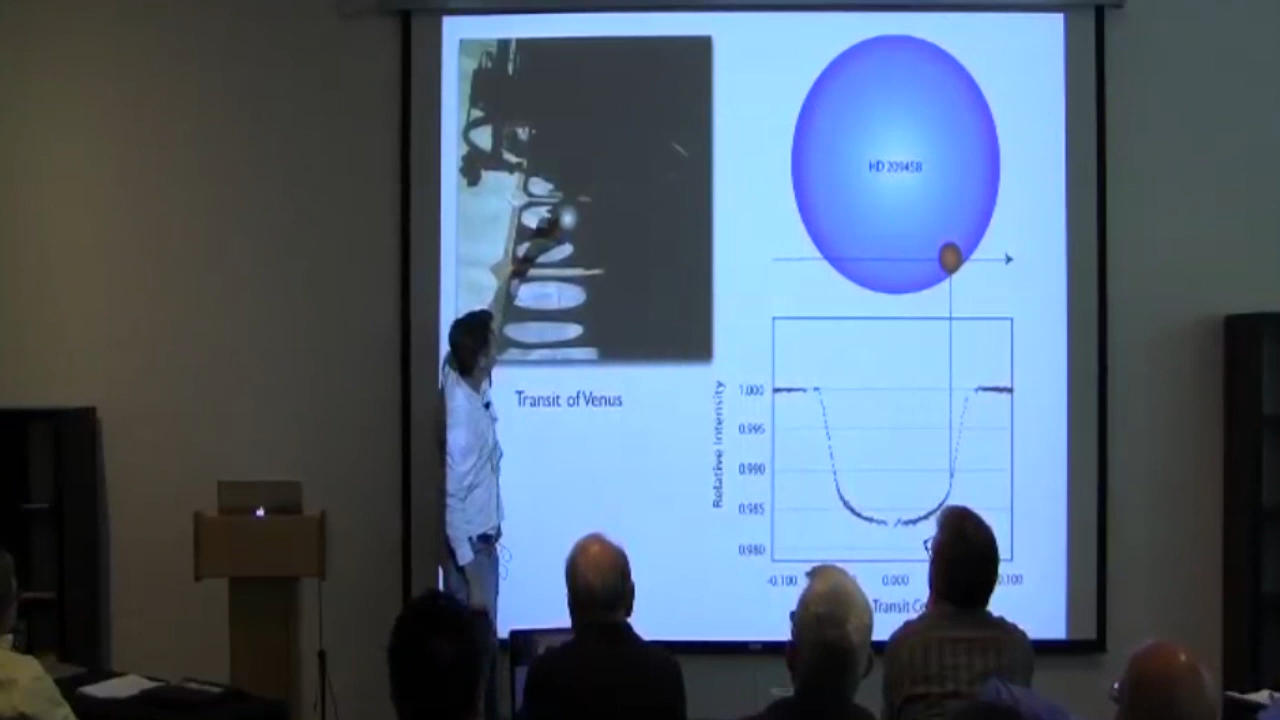 HD 209458
Transit of Venus
Relative Intensity
1.000
0.995
0.990
0.985
0.980
-0.100
0.000
0.100
Transit